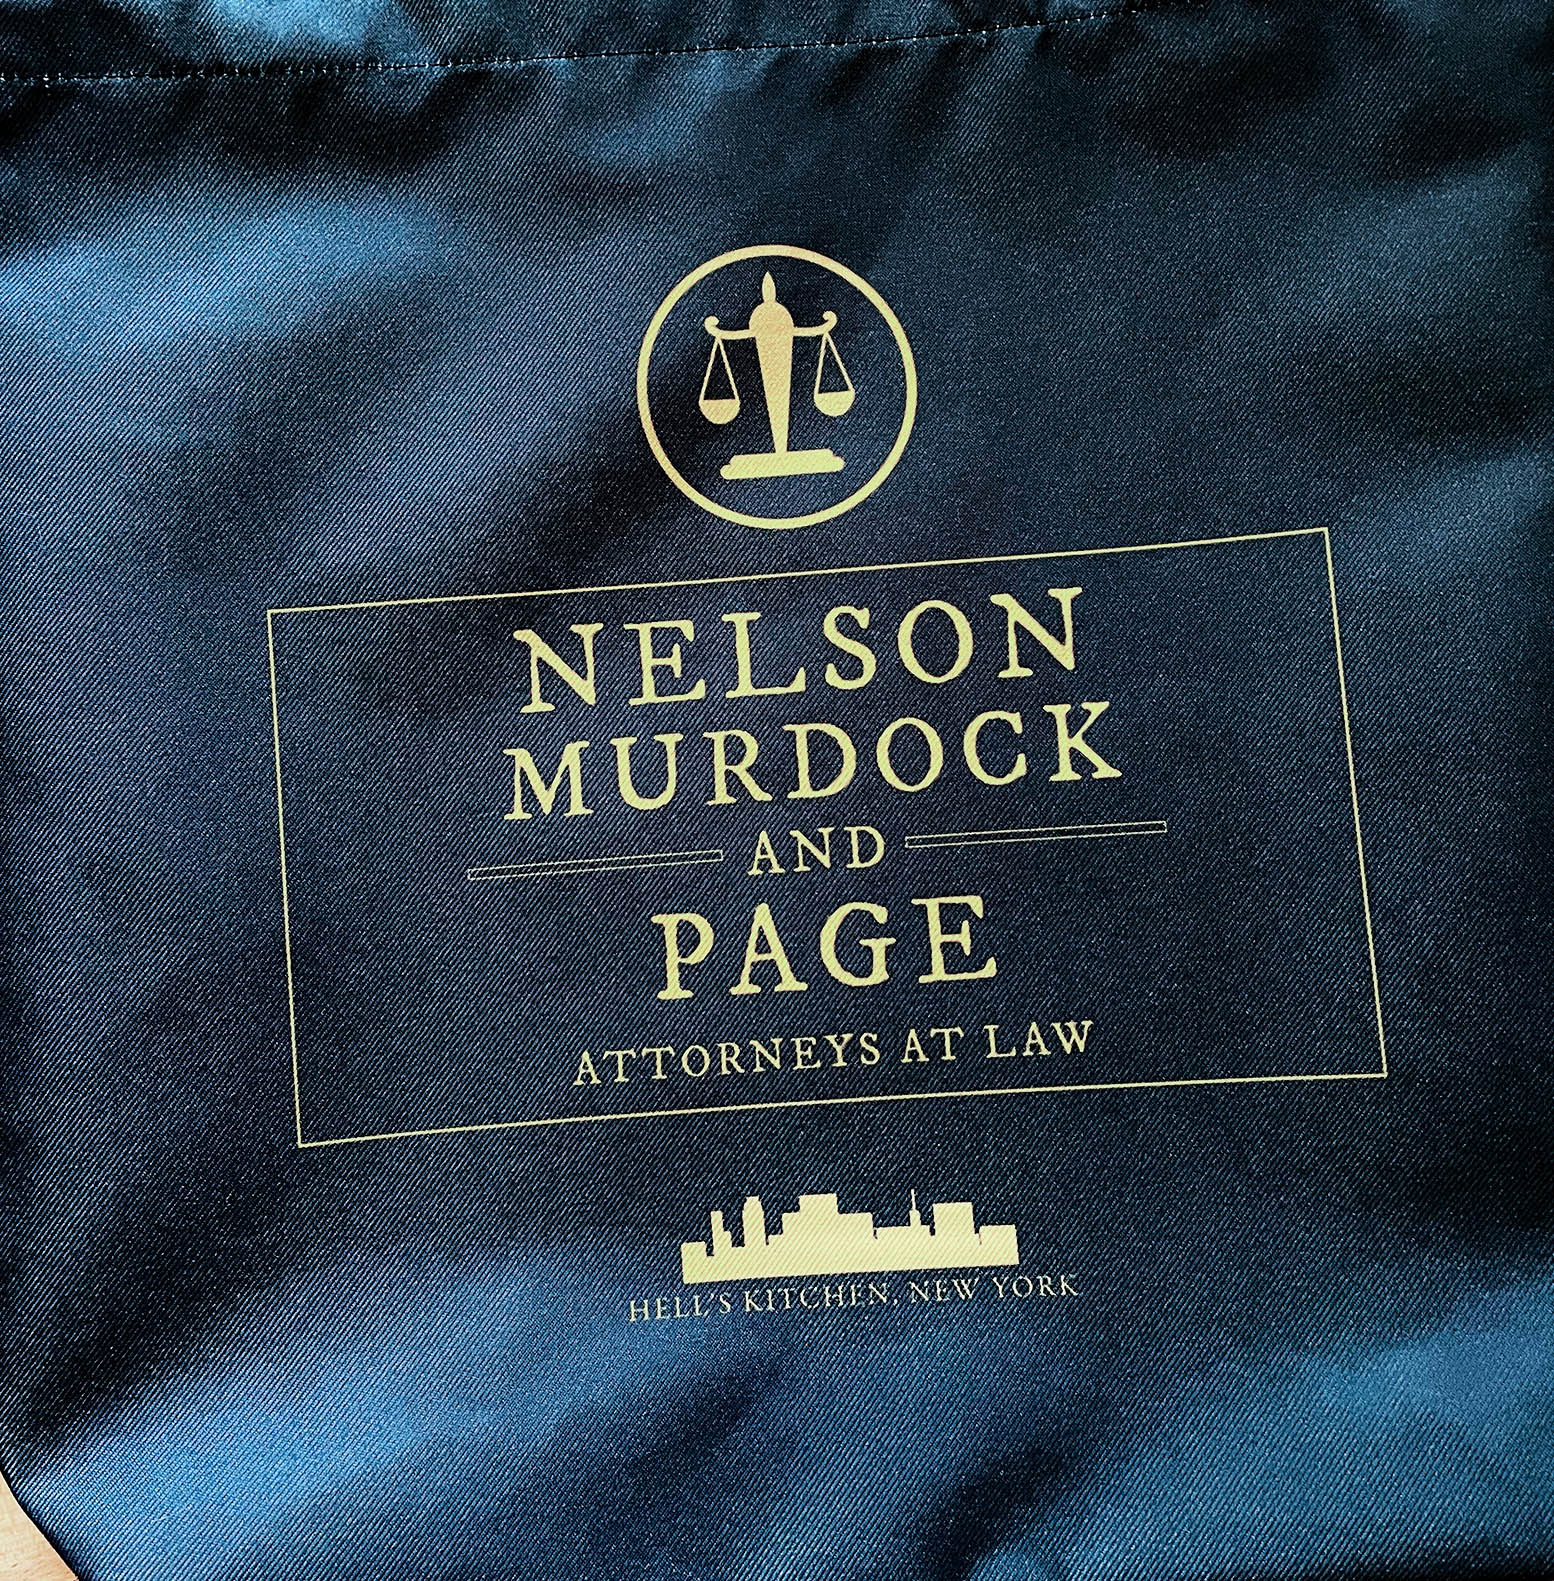 NELSON
MURDOCK
AND
PAGE
ATTORNEYS AT LAW
HELL'S KITCHEN, NEW YORK